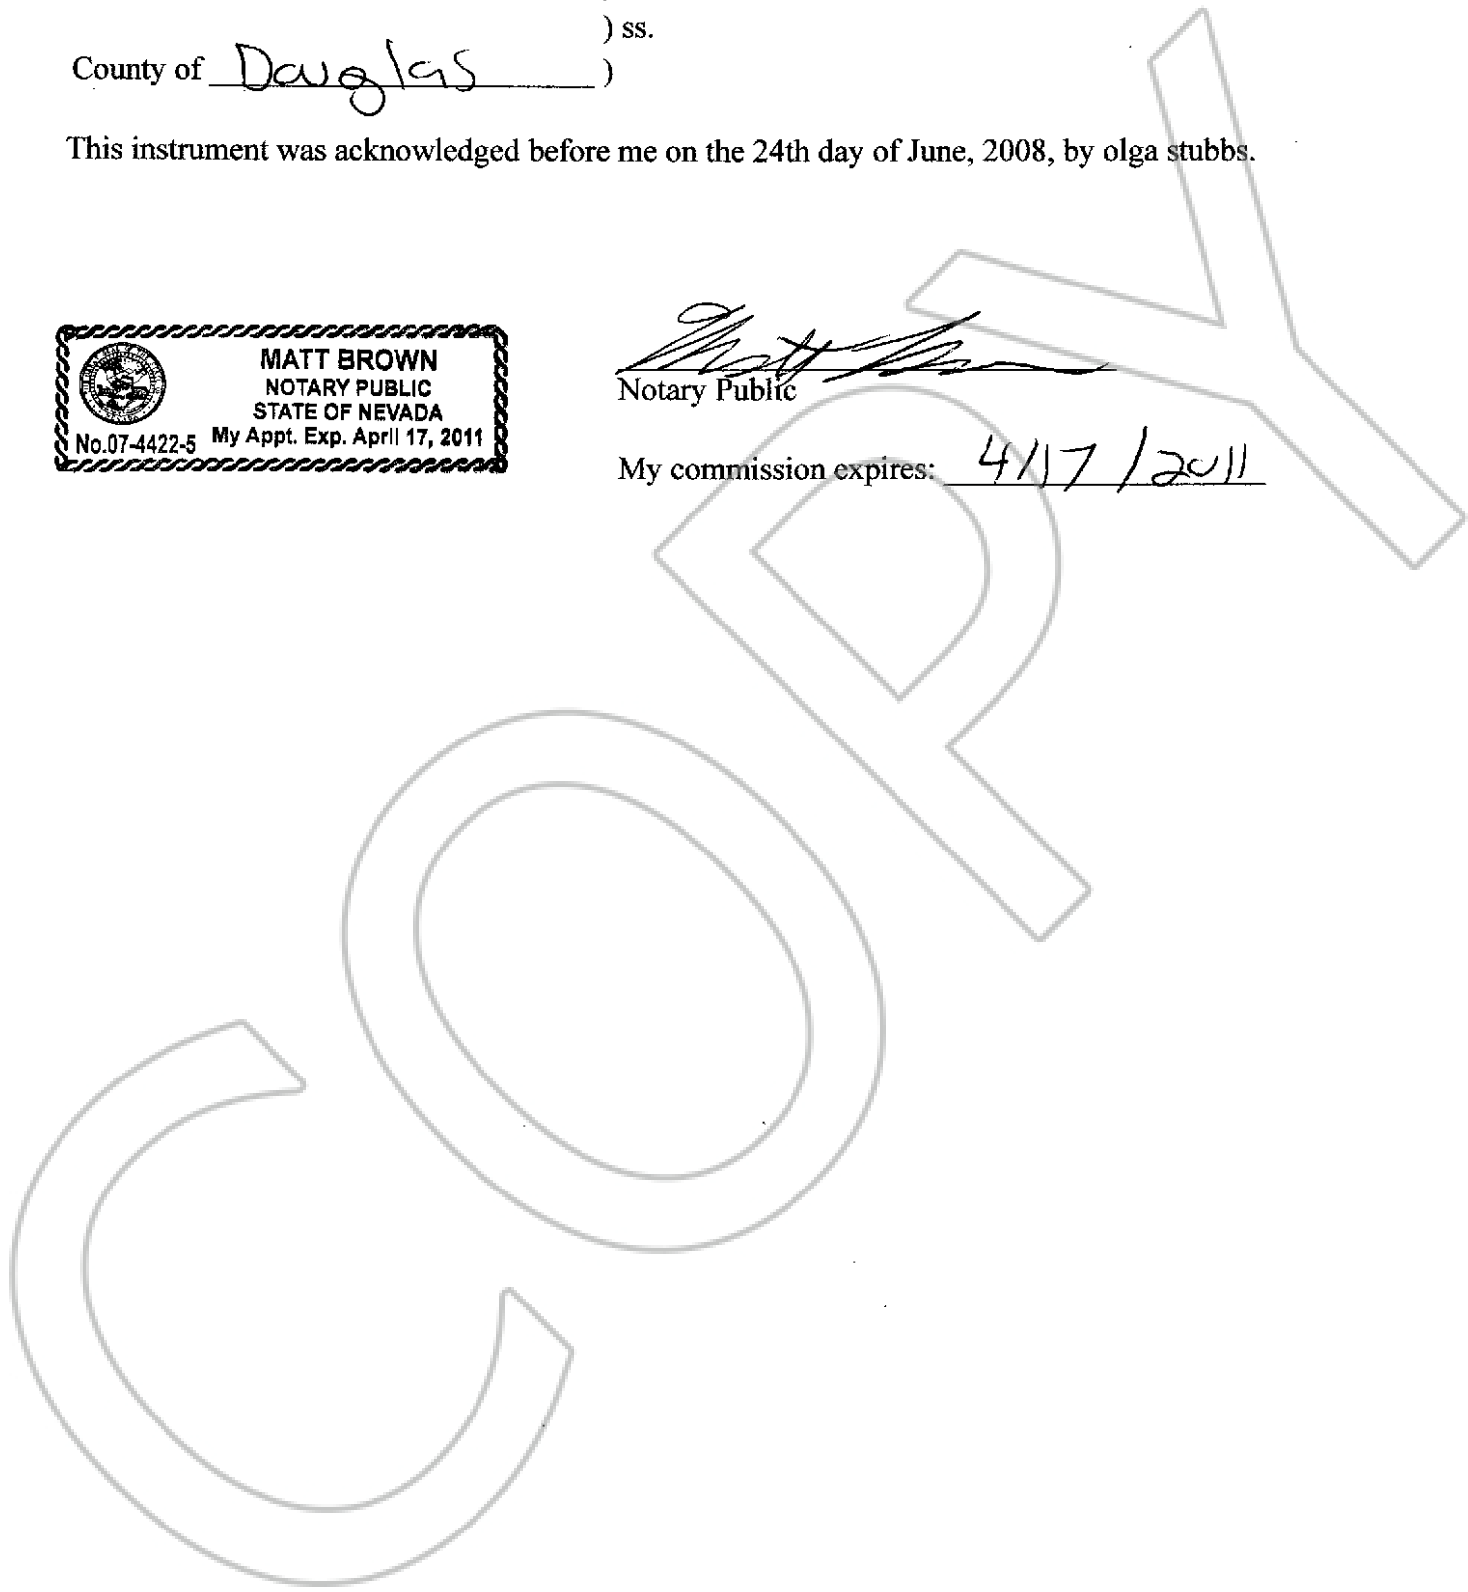 ) ss.
County of Douglas )
This instrument was acknowledged before me on the 24th day of June, 2008, by olga stubbs.
MATT BROWN
NOTARY PUBLIC
STATE OF NEVADA
No.07-4422-5 My Appt. Exp. April 17, 2011
Notary Public
My commission expires: 4/17/2011
COPY